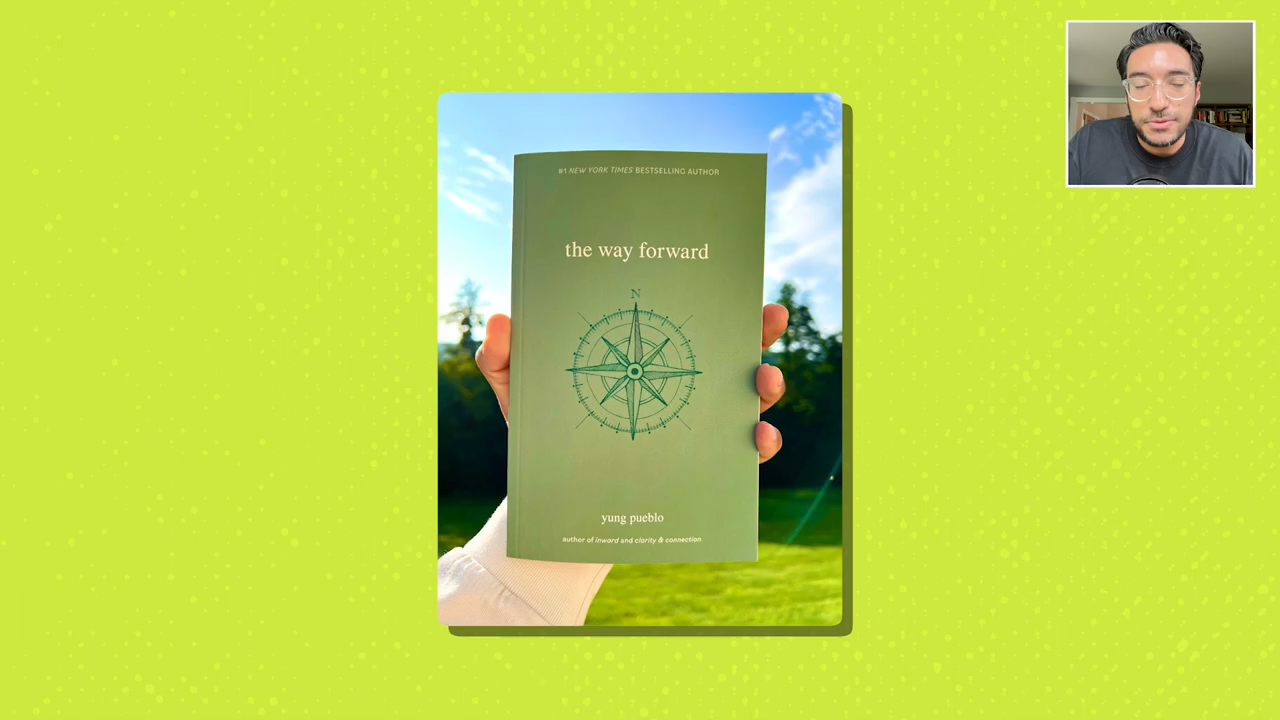 #1 NEW YORK TIMES BESTSELLING AUTHOR
the way forward
N
yung pueblo
author of inward and clarity & connection